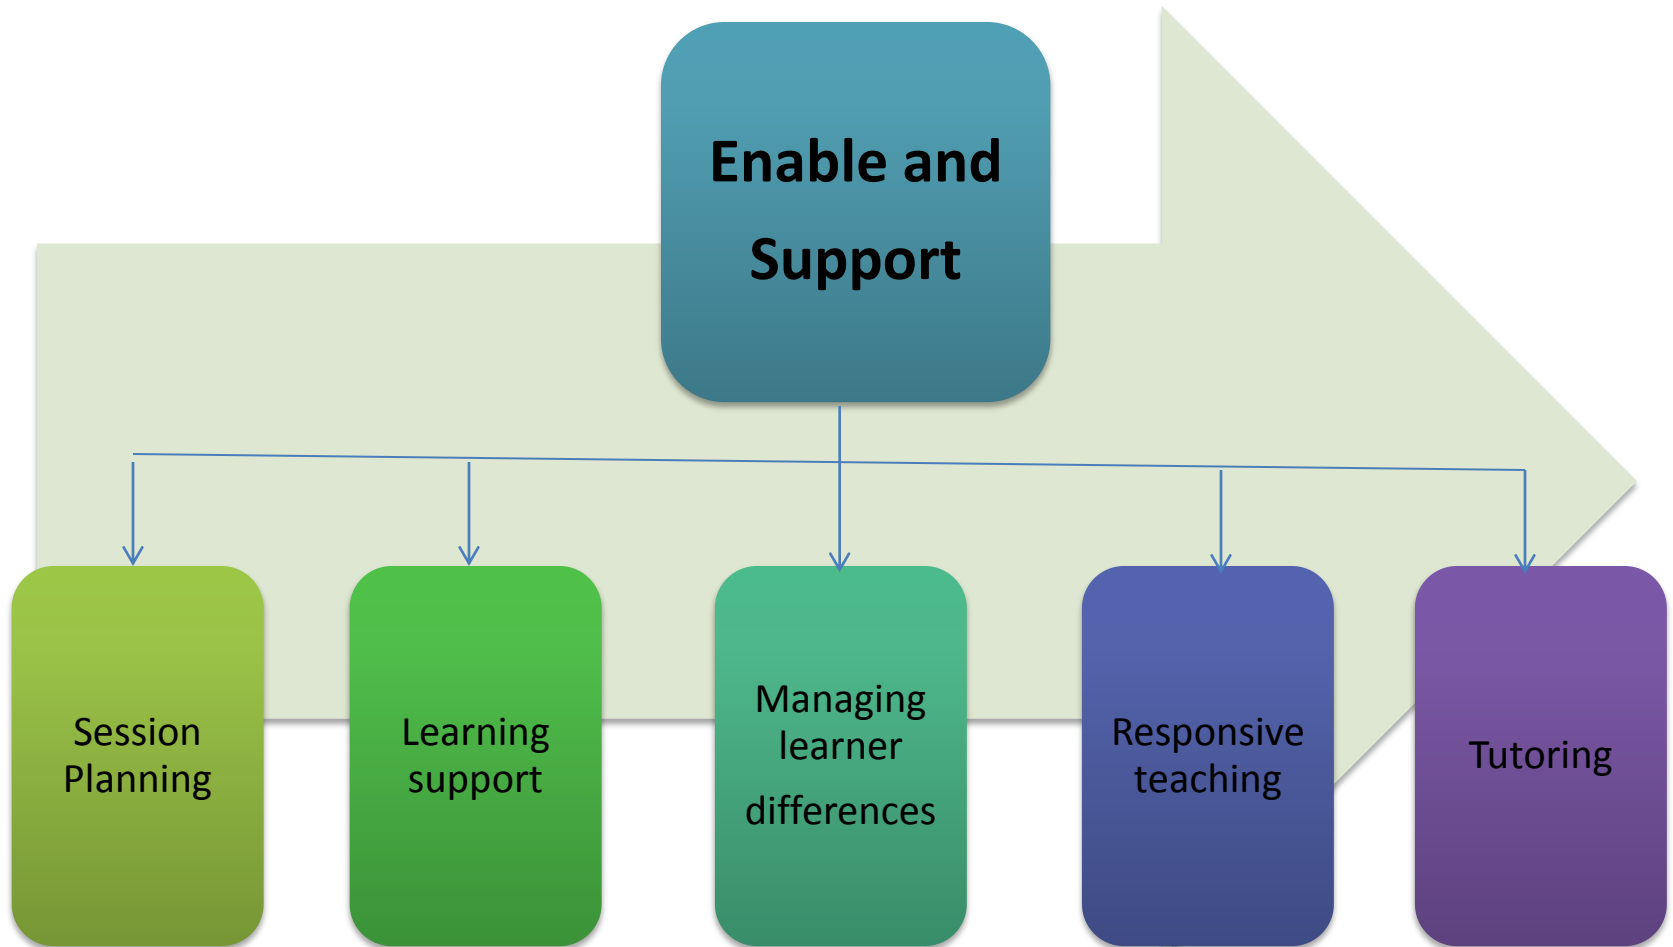 Enable and
Support
Session
Planning
Learning
support
Managing
learner
differences
Responsive
teaching
Tutoring